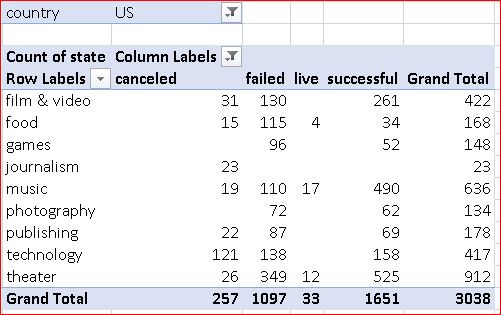 country US
Count of state Column Labels
Row Labels canceled failed live successful Grand Total
film & video 31 130 261 422
food 15 115 4 34 168
games 96 52 148
journalism 23 23
music 19 110 17 490 636
photography 72 62 134
publishing 22 87 69 178
technology 121 138 158 417
theater 26 349 12 525 912
Grand Total 257 1097 33 1651 3038